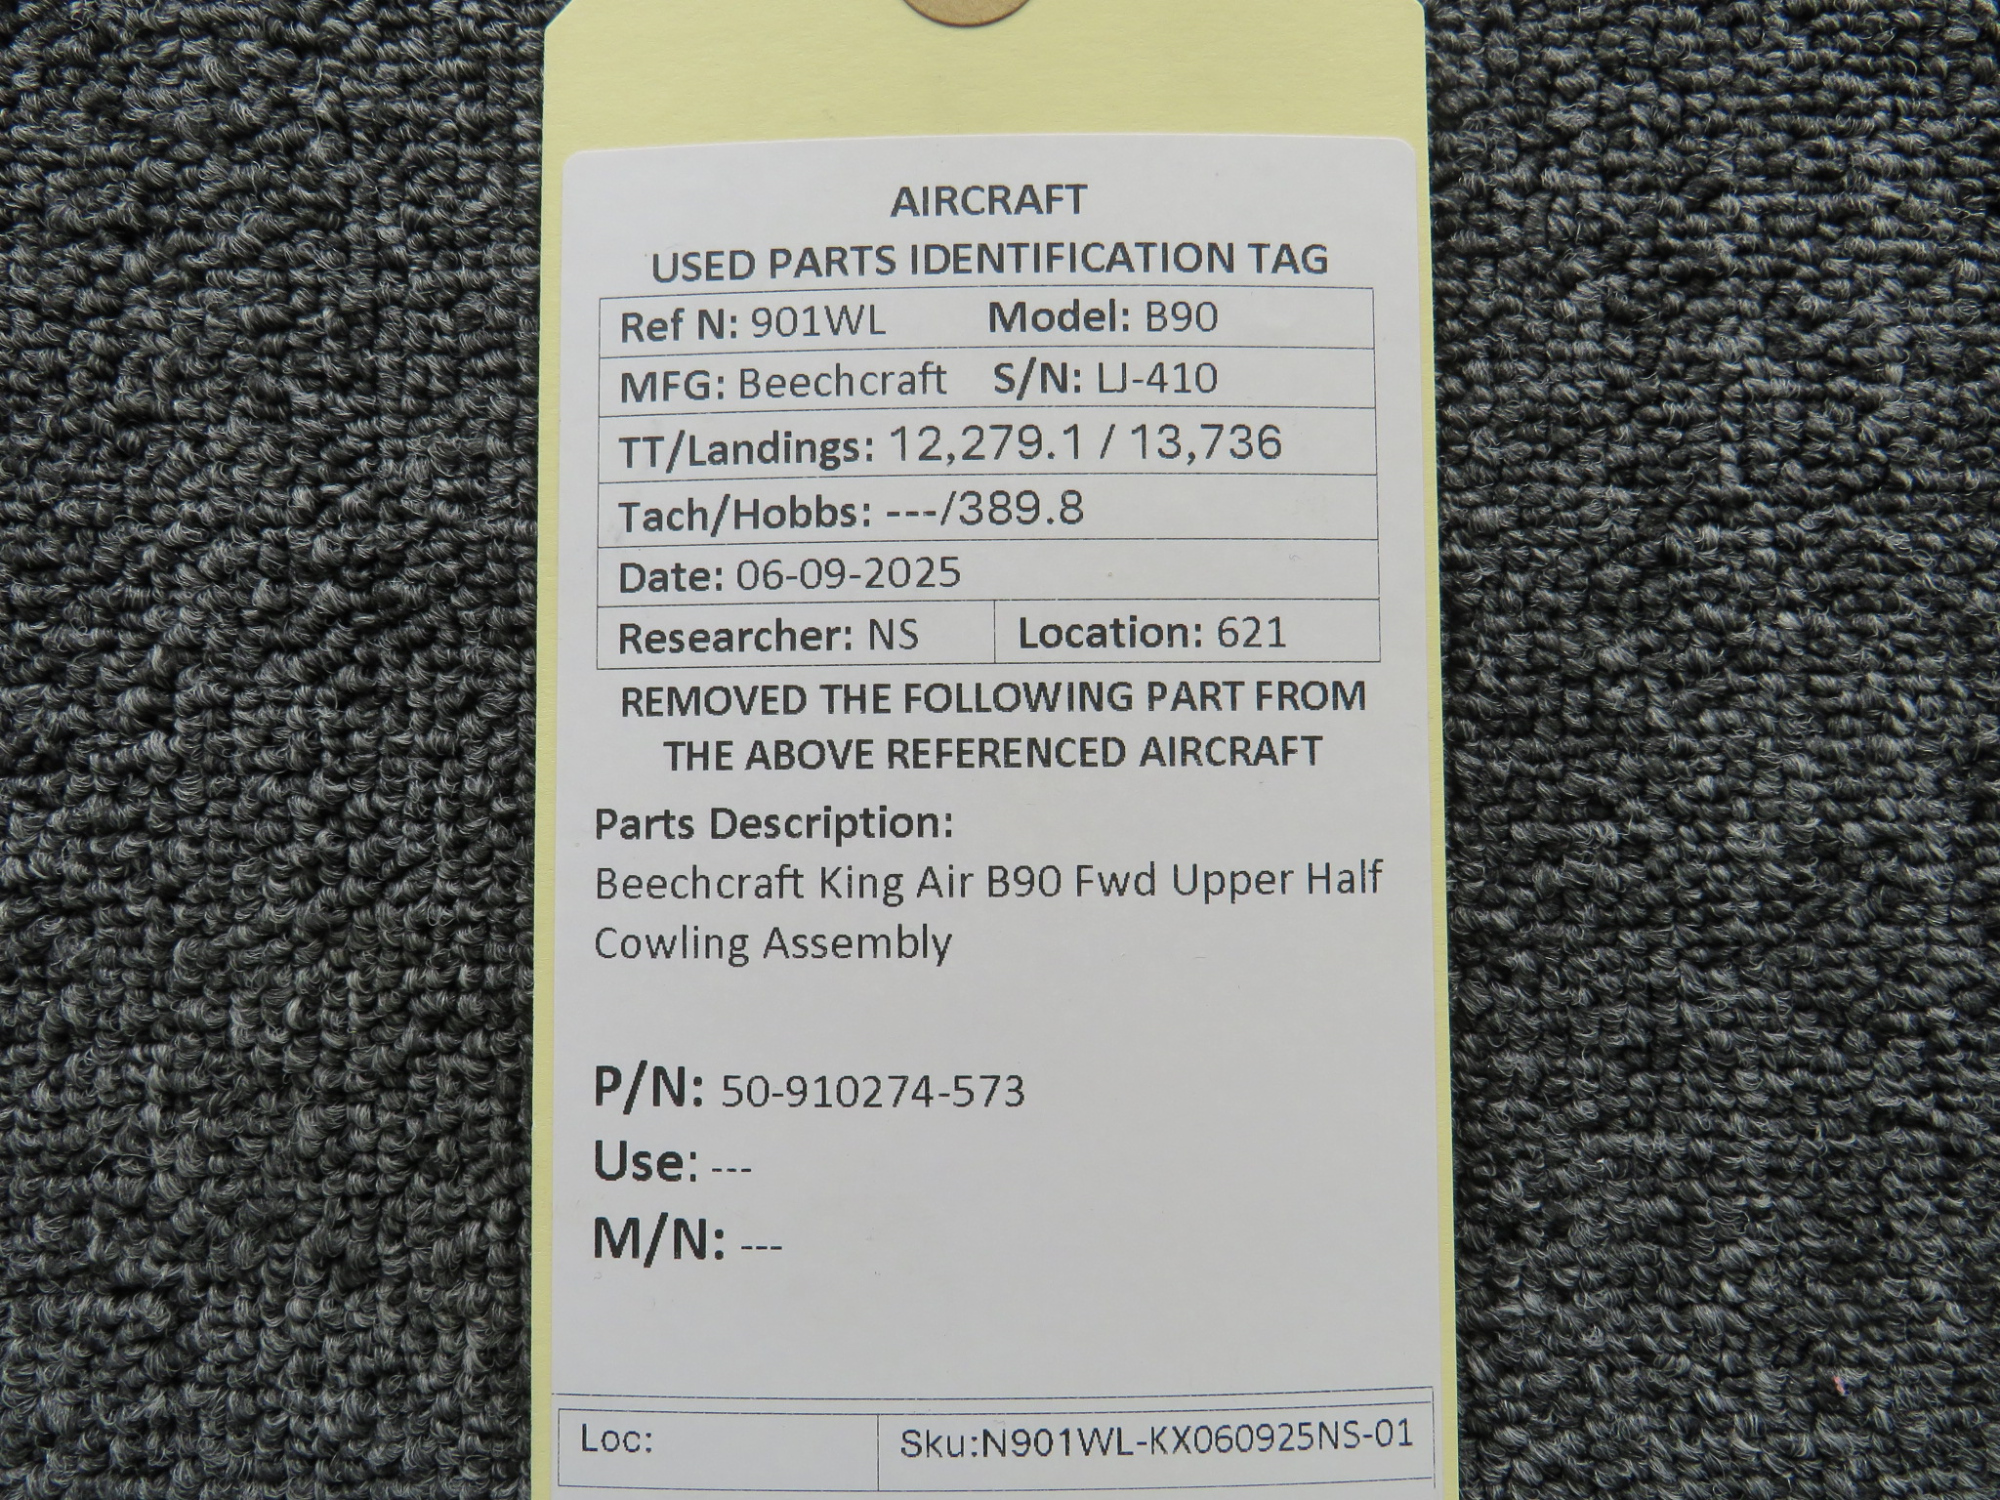 AIRCRAFT
USED PARTS IDENTIFICATION TAG
Ref N: 901WL Model: B90
MFG: Beechcraft S/N: LJ-410
TT/Landings: 12,279.1 / 13,736
Tach/Hobbs: ---/389.8
Date: 06-09-2025
Researcher: NS Location: 621
REMOVED THE FOLLOWING PART FROM
THE ABOVE REFERENCED AIRCRAFT
Parts Description:
Beechcraft King Air B90 Fwd Upper Half
Cowling Assembly
P/N: 50-910274-573
Use: ---
M/N: ---
Loc: Sku:N901WL-KX060925NS-01